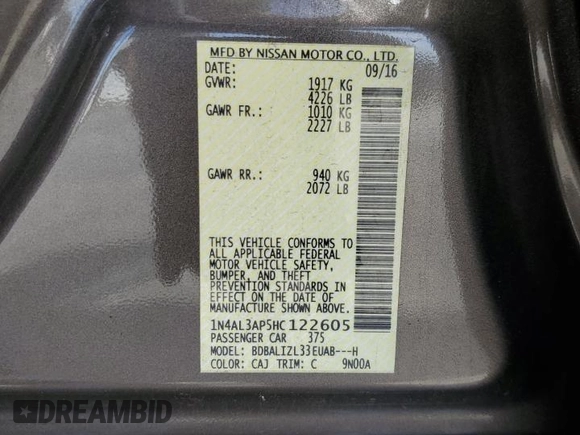 MFD BY NISSAN MOTOR CO., LTD.
DATE: 09/16
GVWR: 1917 KG
4226 LB
GAWR FR.: 1010 KG
2227 LB
GAWR RR.: 940 KG
2072 LB
THIS VEHICLE CONFORMS TO
ALL APPLICABLE FEDERAL
MOTOR VEHICLE SAFETY,
BUMPER, AND THEFT
PREVENTION STANDARDS IN
EFFECT ON THE DATE OF
MANUFACTURE SHOWN ABOVE.
1N4AL3AP5HC122605
PASSENGER CAR 375
MODEL: BDBALIZL33EUAB---H
COLOR: CAJ TRIM: C 9N00A
DREAMBID